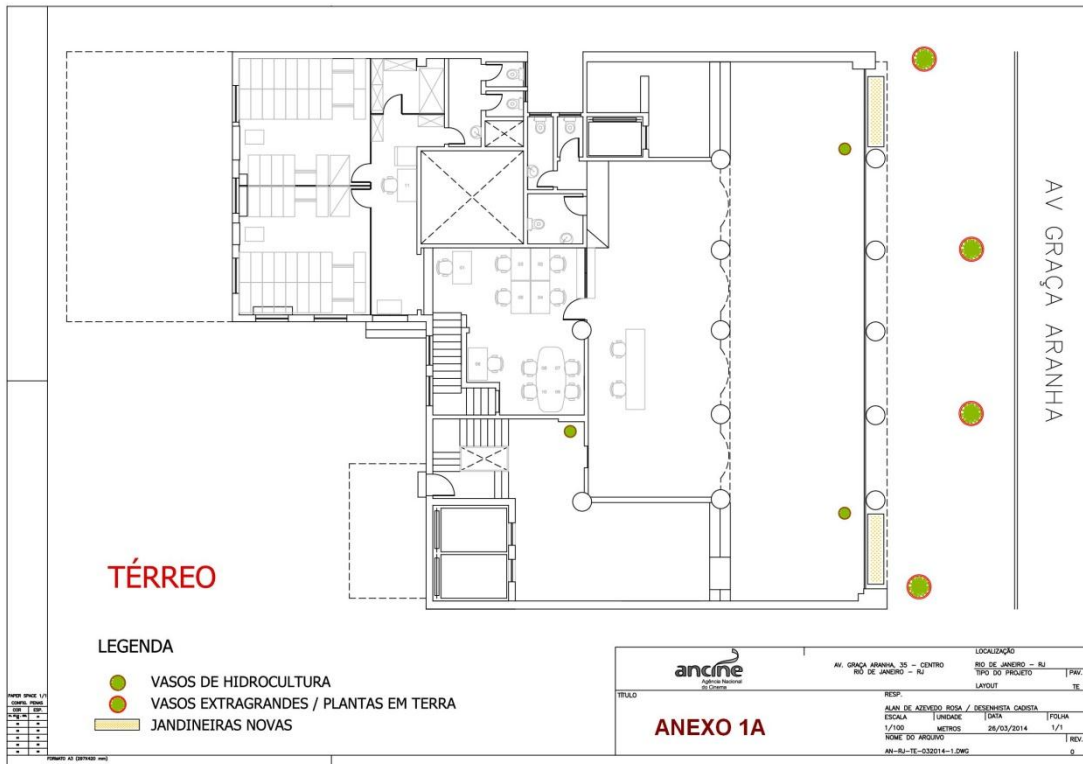 AV GRAÇA ARANHA
TÉRREO
LEGENDA
VASOS DE HIDROCULTURA
VASOS EXTRAGRANDES / PLANTAS EM TERRA
JANDINEIRAS NOVAS
PAPER SPACE 1/1
CONFIG. PENAS
COR ESP.
FORMATO A3 (297X420 mm)
ancine
Agência Nacional
do Cinema
AV. GRAÇA ARANHA, 35 - CENTRO
RIO DE JANEIRO - RJ
LOCALIZAÇÃO
RIO DE JANEIRO - RJ
TIPO DO PROJETO
PAV.
LAYOUT
TE
TÍTULO
ANEXO 1A
RESP.
ALAN DE AZEVEDO ROSA / DESENHISTA CADISTA
ESCALA UNIDADE DATA FOLHA
1/100 METROS 26/03/2014 1/1
NOME DO ARQUIVO REV.
AN-RJ-TE-032014-1.DWG 0